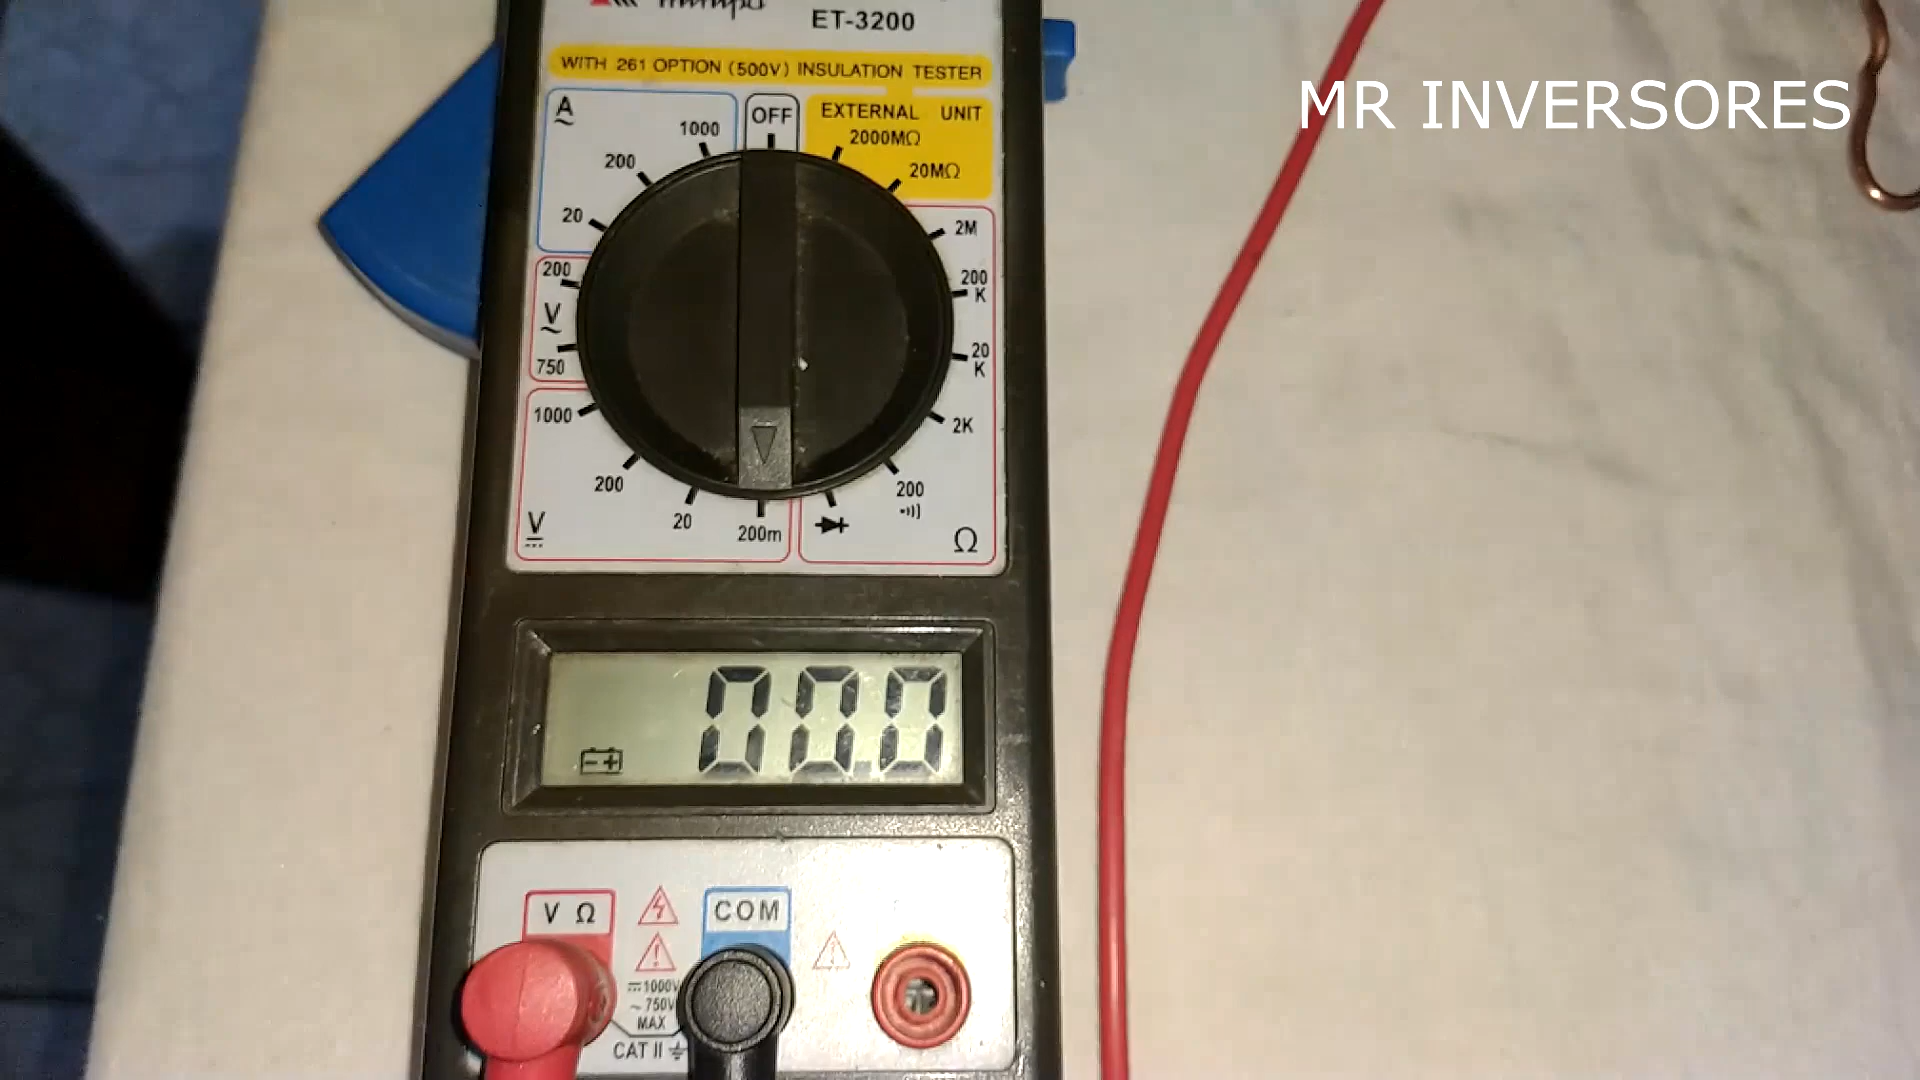 minipa
ET-3200
WITH 261 OPTION (500V) INSULATION TESTER
MR INVERSORES
A
OFF
EXTERNAL UNIT
1000
2000MΩ
200
20MΩ
20
2M
200
200
K
V
20
K
750
1000
2K
200
200
20
200m
V
Ω
00.0
V Ω
COM
1000V
~ 750V
MAX
CAT II